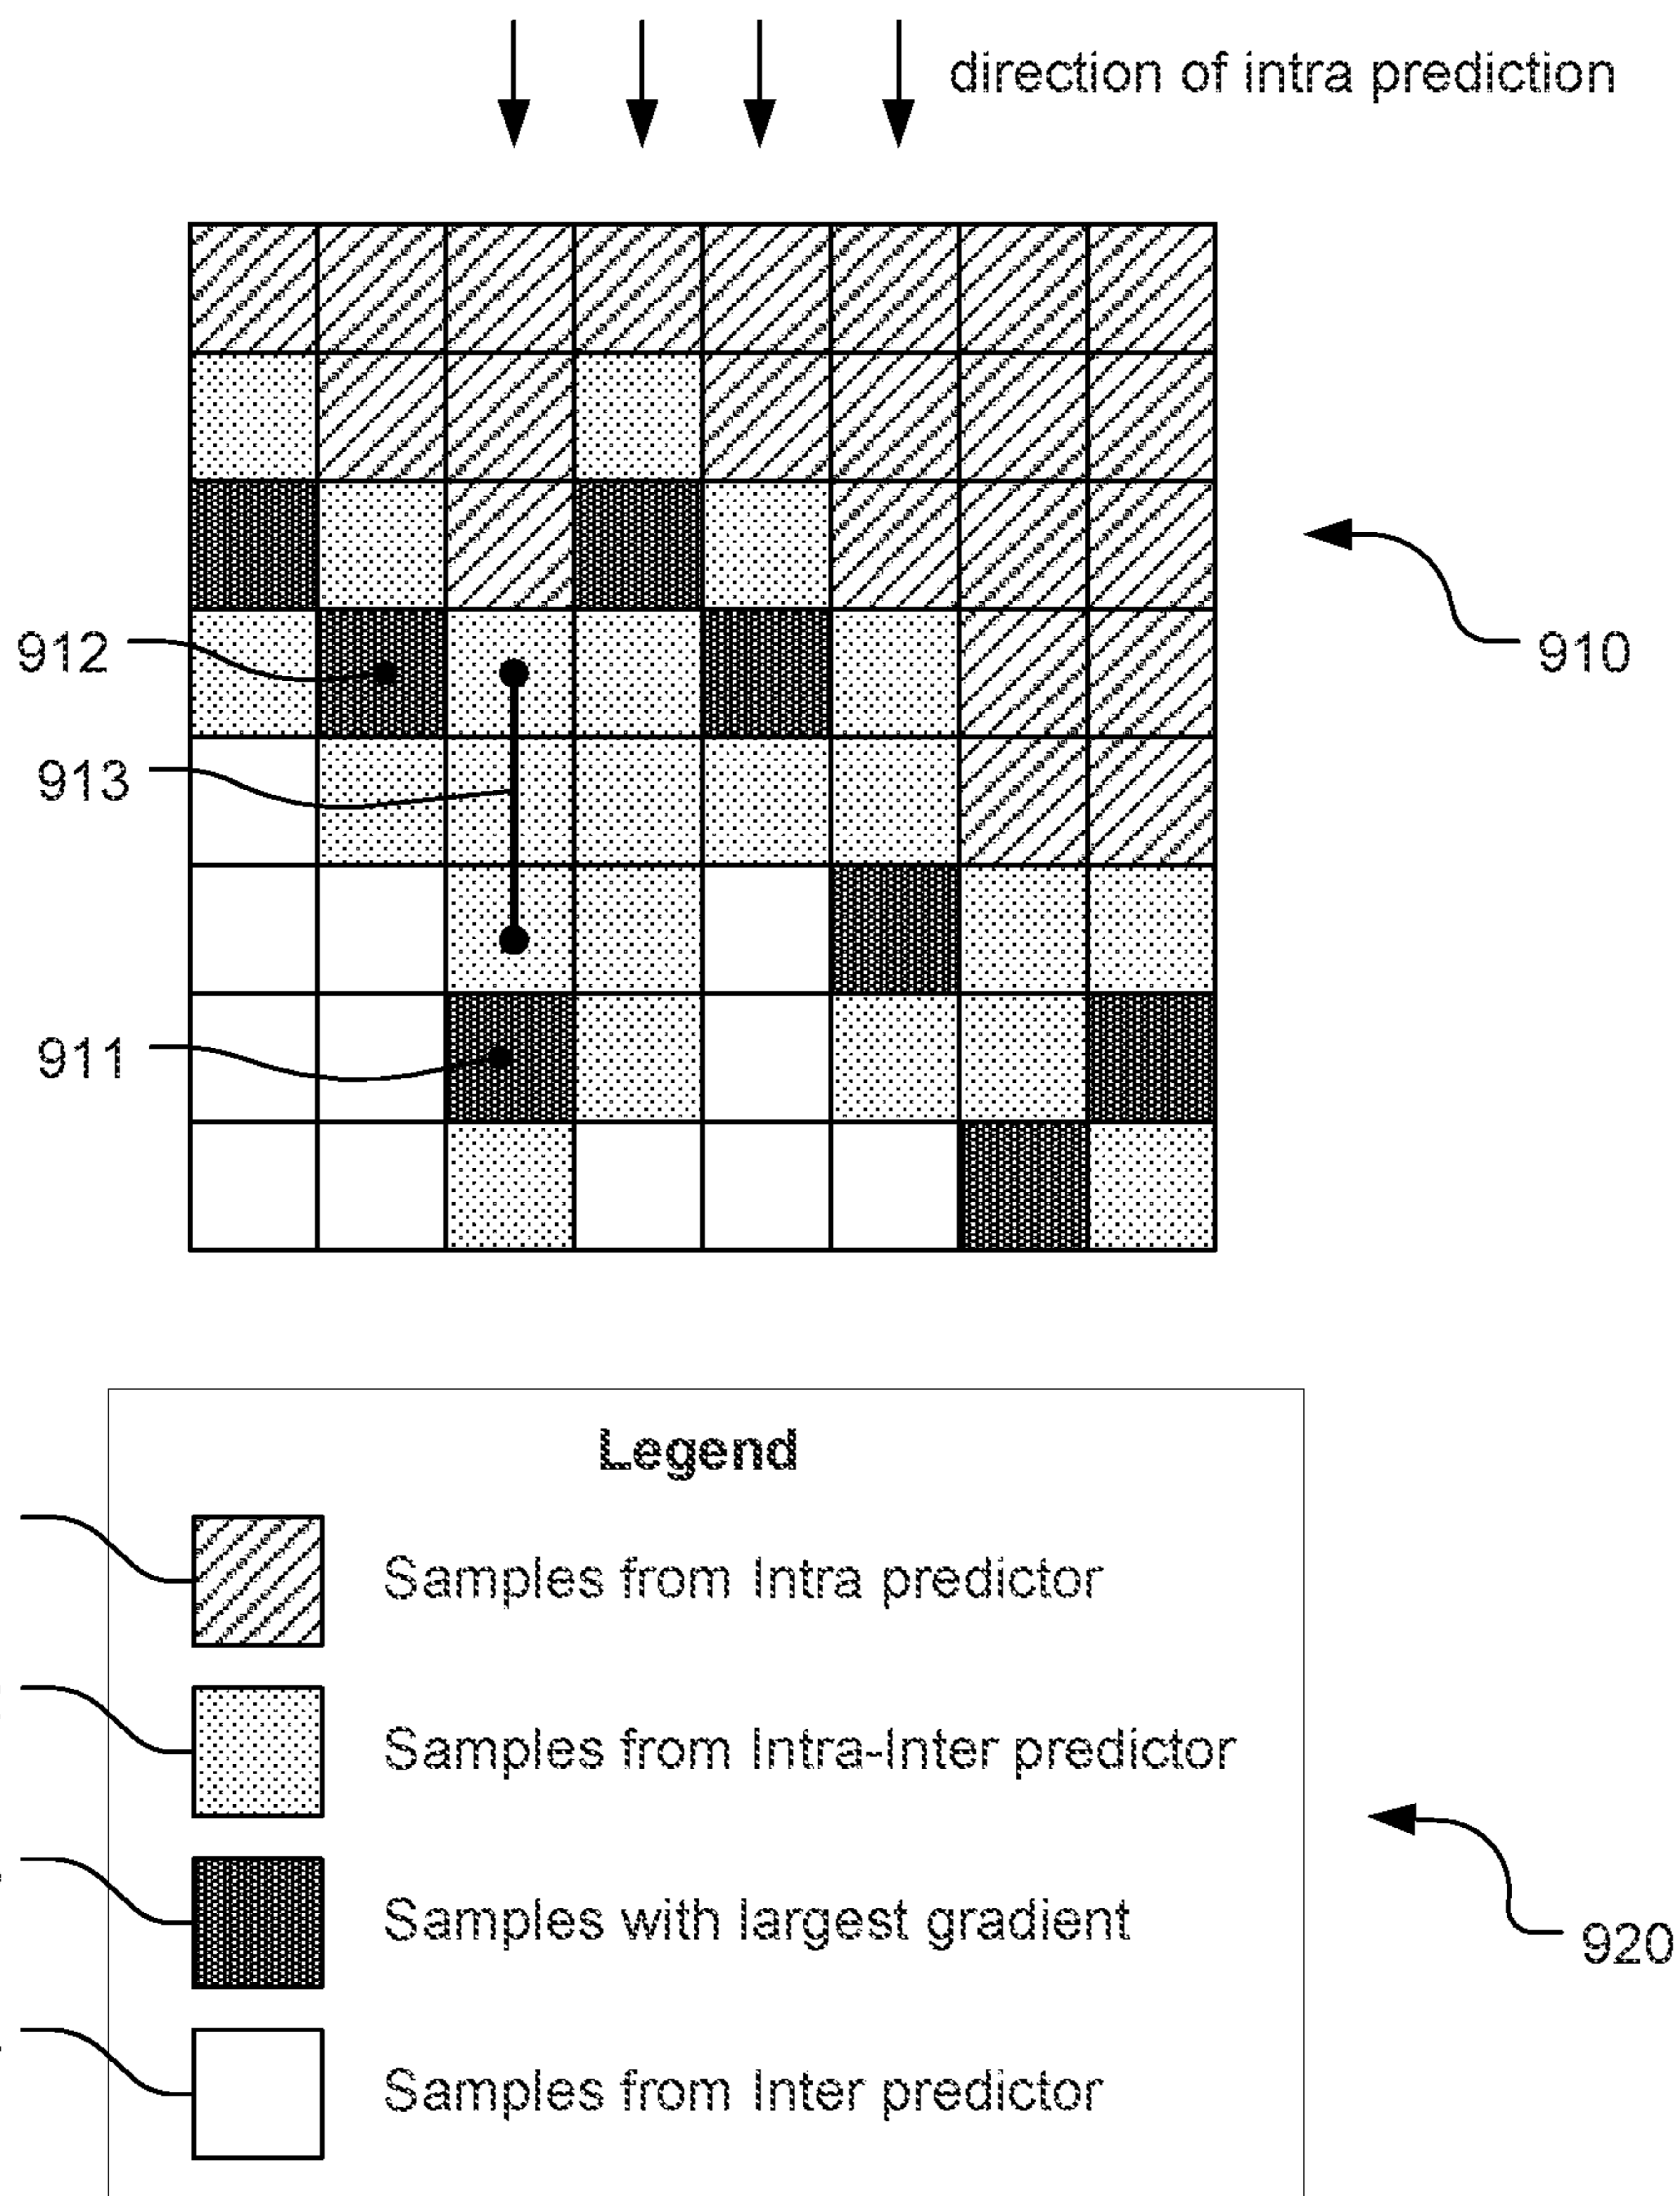 direction of intra prediction
912
910
913
911
Legend
Samples from Intra predictor
Samples from Intra-Inter predictor
Samples with largest gradient
920
Samples from Inter predictor